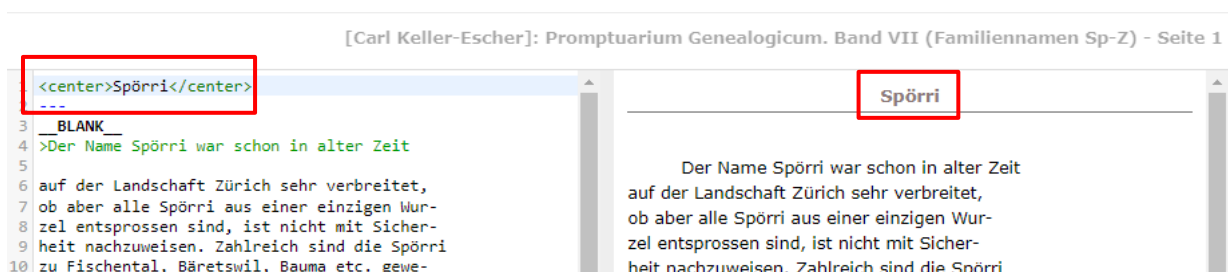 [Carl Keller-Escher]: Promptuarium Genealogicum. Band VII (Familiennamen Sp-Z) - Seite 1
1 <center>Spörri</center>
2 ---
3 __BLANK__
4 >Der Name Spörri war schon in alter Zeit
5
6 auf der Landschaft Zürich sehr verbreitet,
7 ob aber alle Spörri aus einer einzigen Wur-
8 zel entsprossen sind, ist nicht mit Sicher-
9 heit nachzuweisen. Zahlreich sind die Spörri
10 zu Fischental, Bäretswil, Bauma etc. gewe-
Spörri
Der Name Spörri war schon in alter Zeit
auf der Landschaft Zürich sehr verbreitet,
ob aber alle Spörri aus einer einzigen Wur-
zel entsprossen sind, ist nicht mit Sicher-
heit nachzuweisen. Zahlreich sind die Spörri